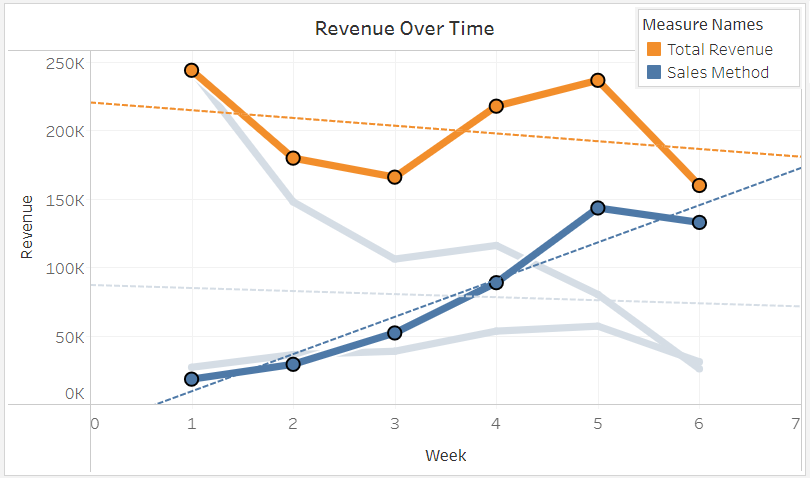 Revenue Over Time
Measure Names
Total Revenue
Sales Method
250K
200K
150K
100K
50K
0K
Revenue
0 1 2 3 4 5 6 7
Week